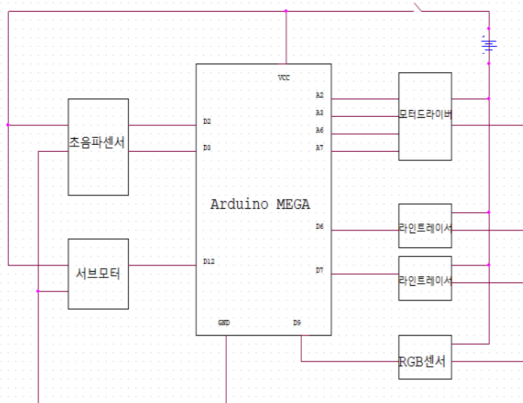 VCC
A2
A3
A6
A7
모터드라이버
초음파센서
D2
D3
Arduino MEGA
D6
라인트레이서
서브모터
D12
D7
라인트레이서
GND
D9
RGB센서